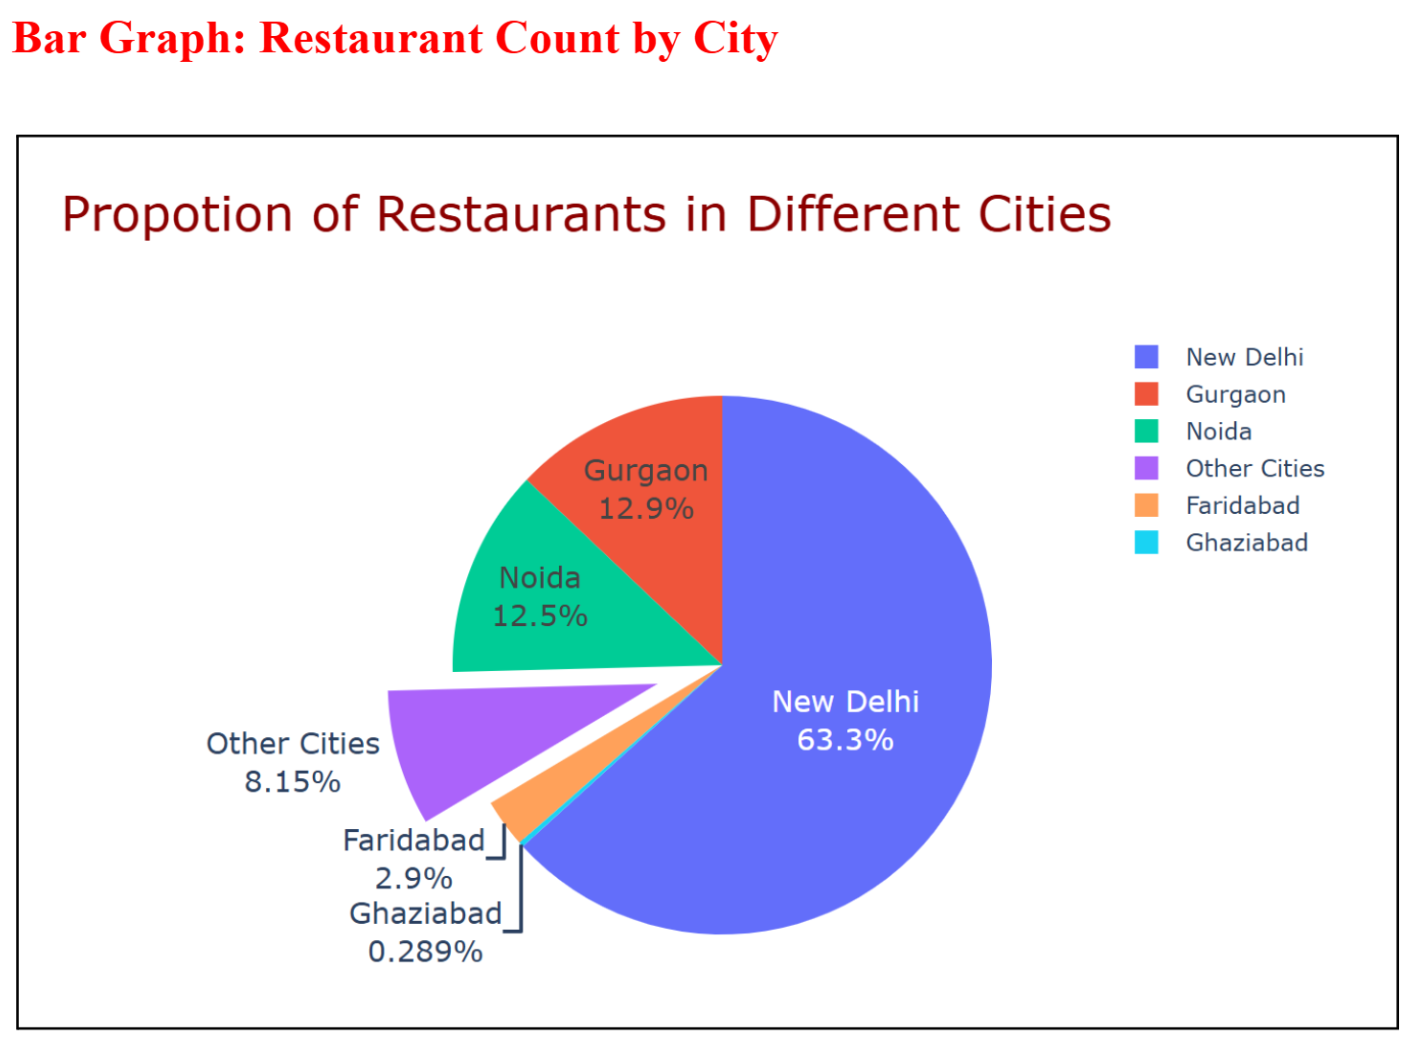 Bar Graph: Restaurant Count by City
Propotion of Restaurants in Different Cities
New Delhi
Gurgaon
Noida
Other Cities
Faridabad
Ghaziabad
Gurgaon
12.9%
Noida
12.5%
New Delhi
63.3%
Other Cities
8.15%
Faridabad
2.9%
Ghaziabad
0.289%